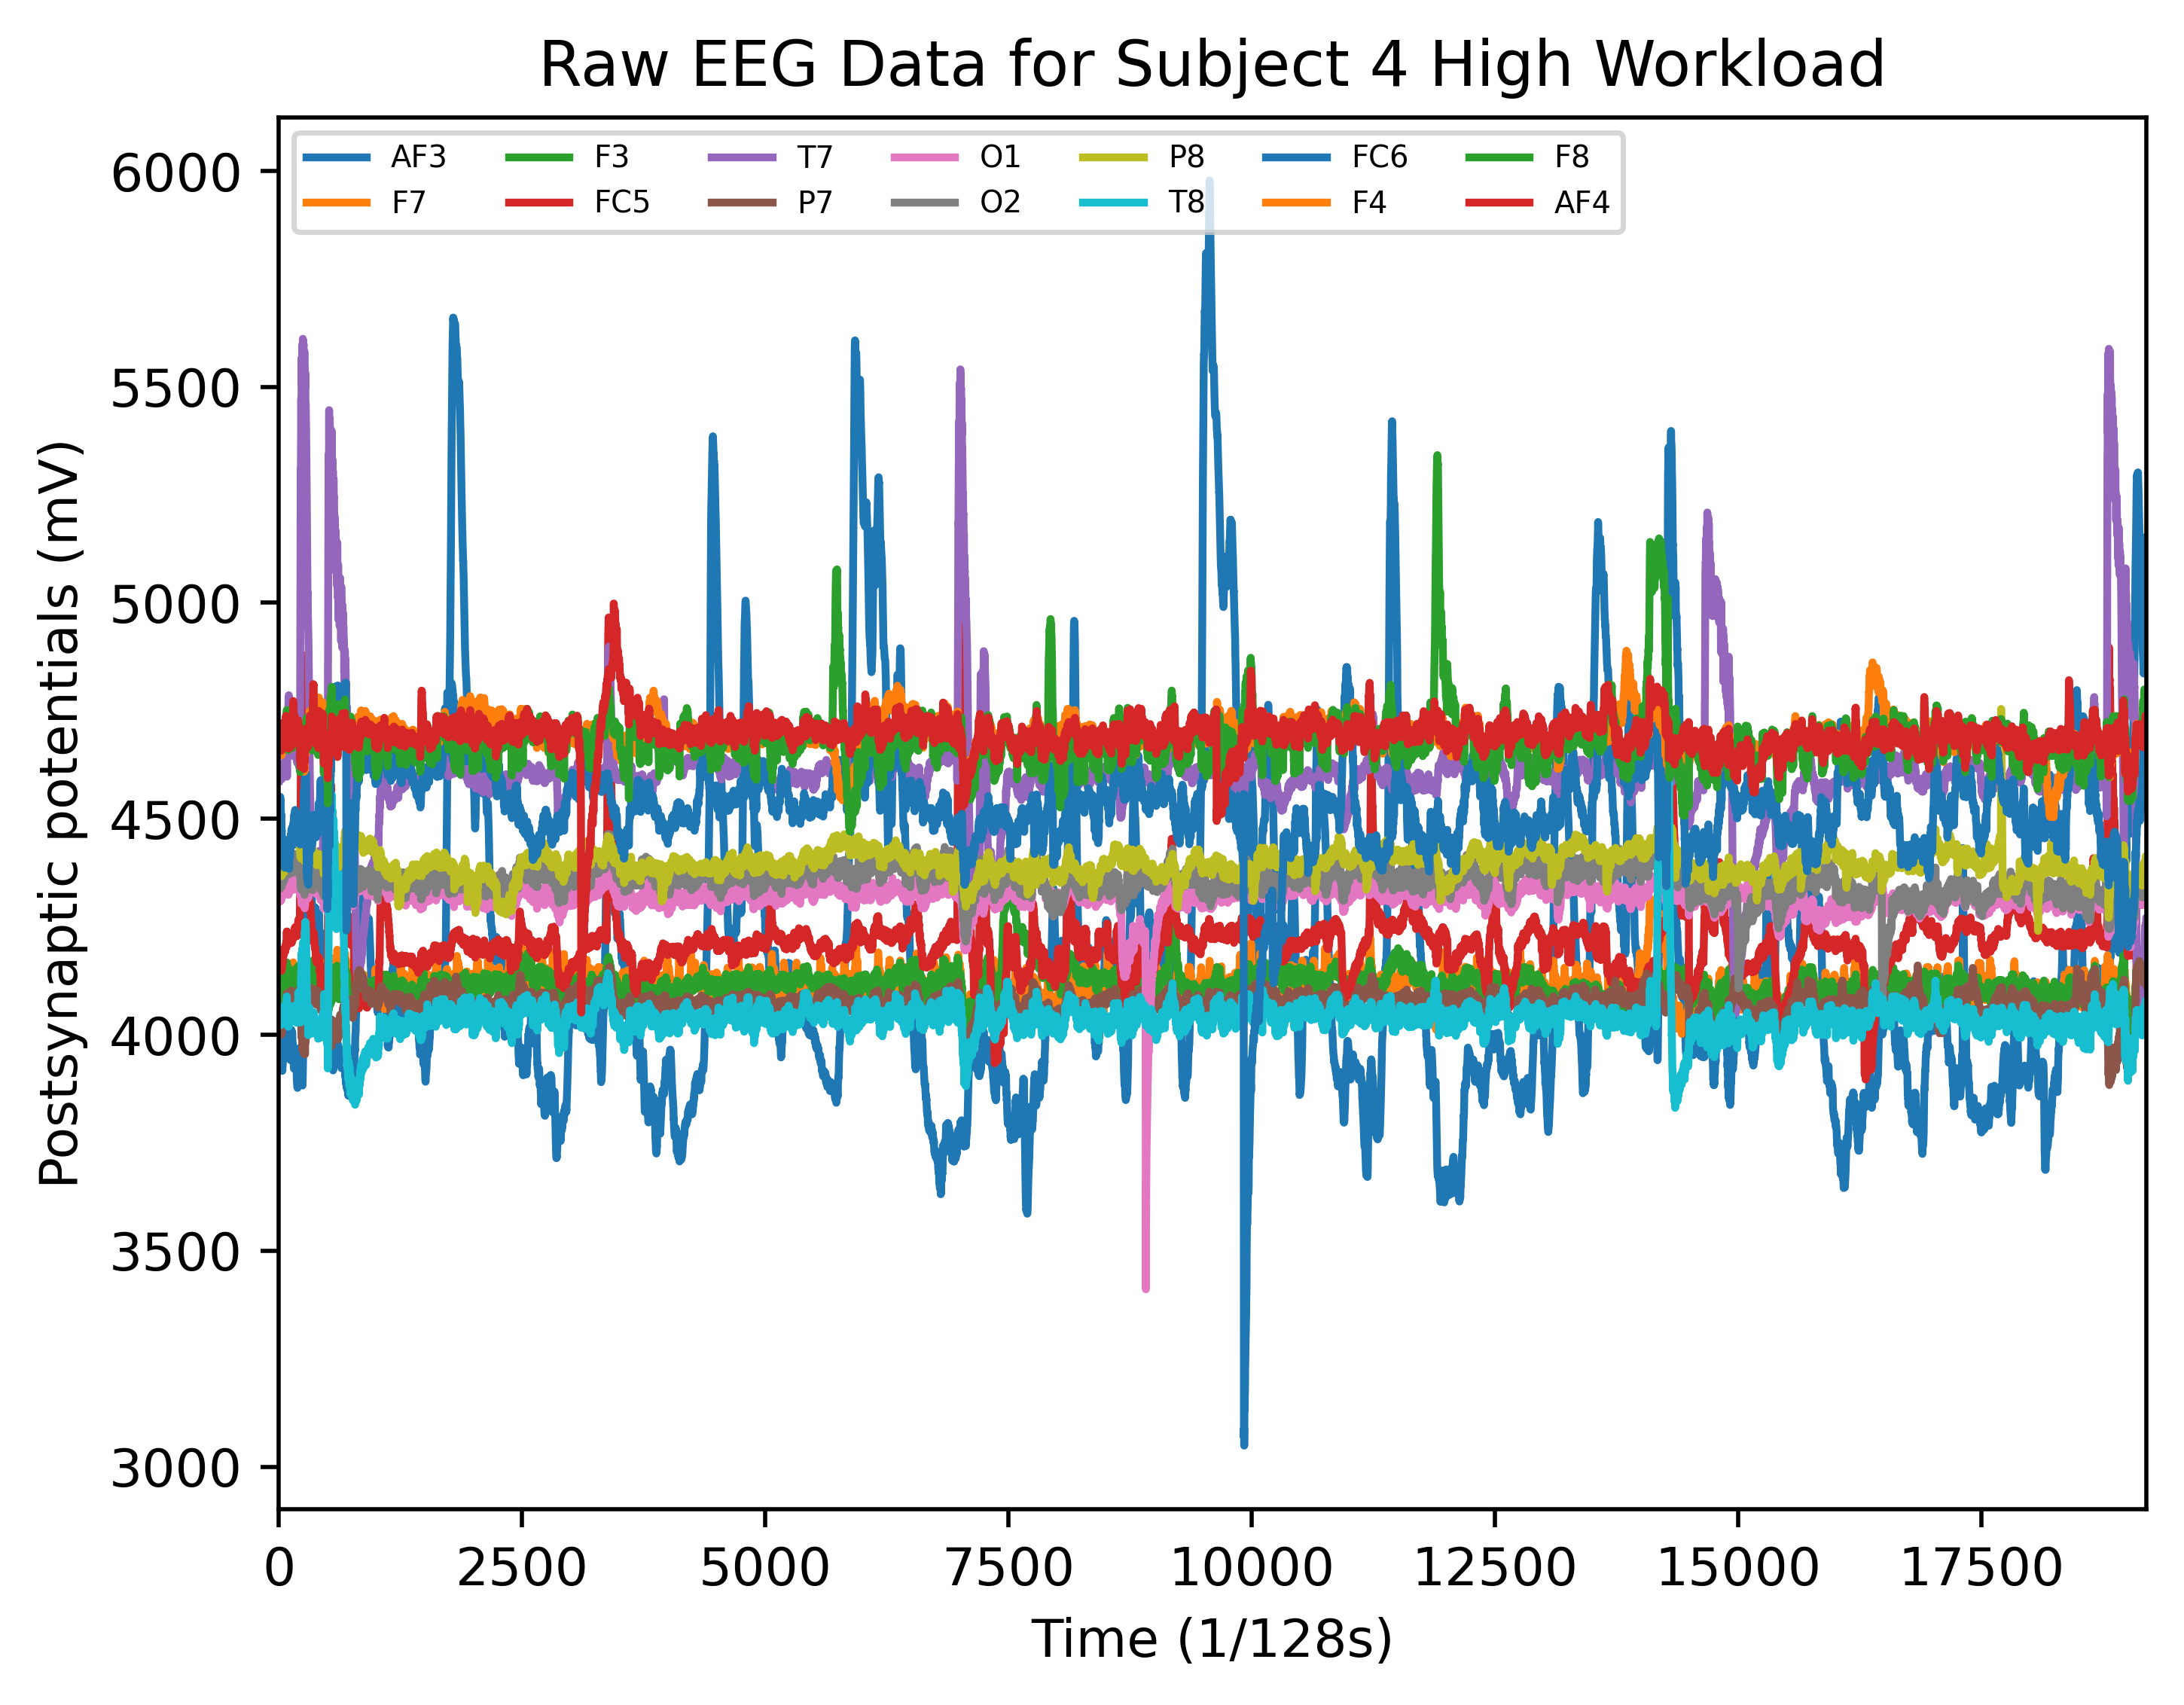 Raw EEG Data for Subject 4 High Workload
AF3 F3 T7 O1 P8 FC6 F8
F7 FC5 P7 O2 T8 F4 AF4
6000
5500
5000
4500
4000
3500
3000
Postsynaptic potentials (mV)
0 2500 5000 7500 10000 12500 15000 17500
Time (1/128s)